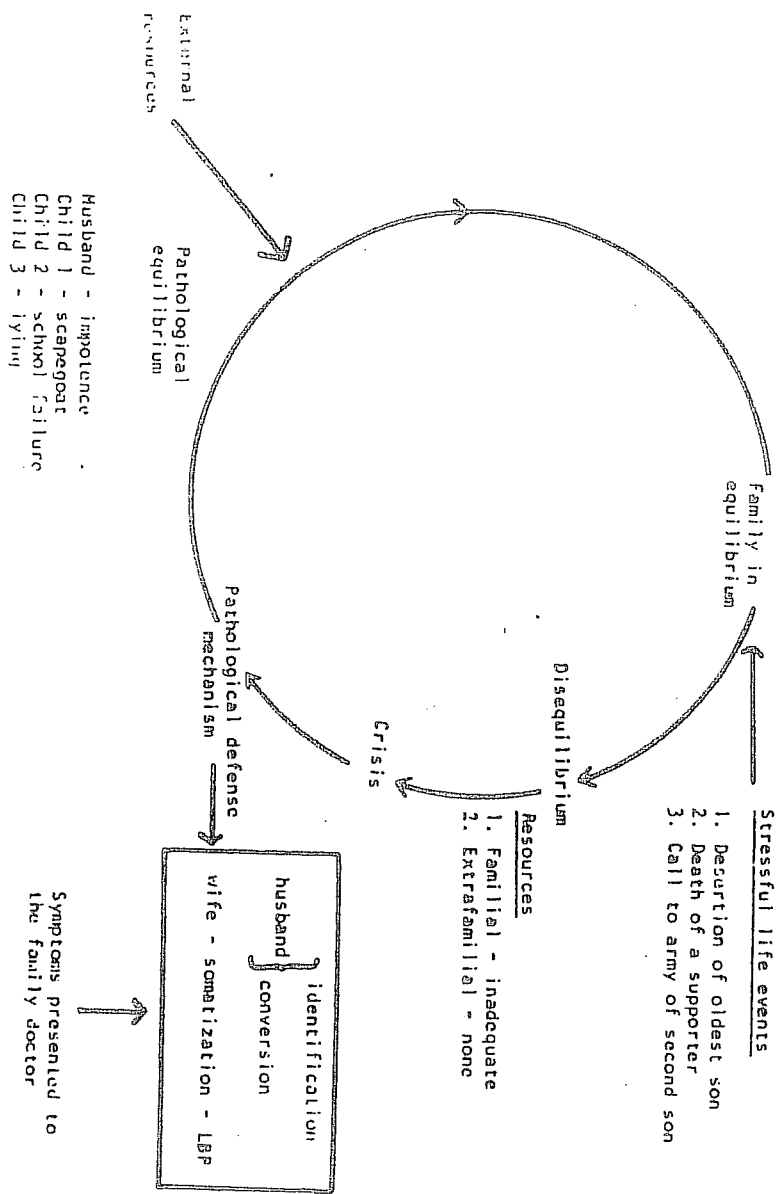 Stressful life events
1. Desertion of oldest son
2. Death of a supporter
3. Call to army of second son
Family in
equilibrium
Disequilibrium
Resources
1. Familial - inadequate
2. Extrafamilial - none
Crisis
Pathological defense
mechanism
identification
husband
conversion
wife - somatization - LBP
Symptoms presented to
the family doctor
Pathological
equilibrium
External
resources
Husband - impotence
Child 1 - scapegoat
Child 2 - school failure
Child 3 - lying